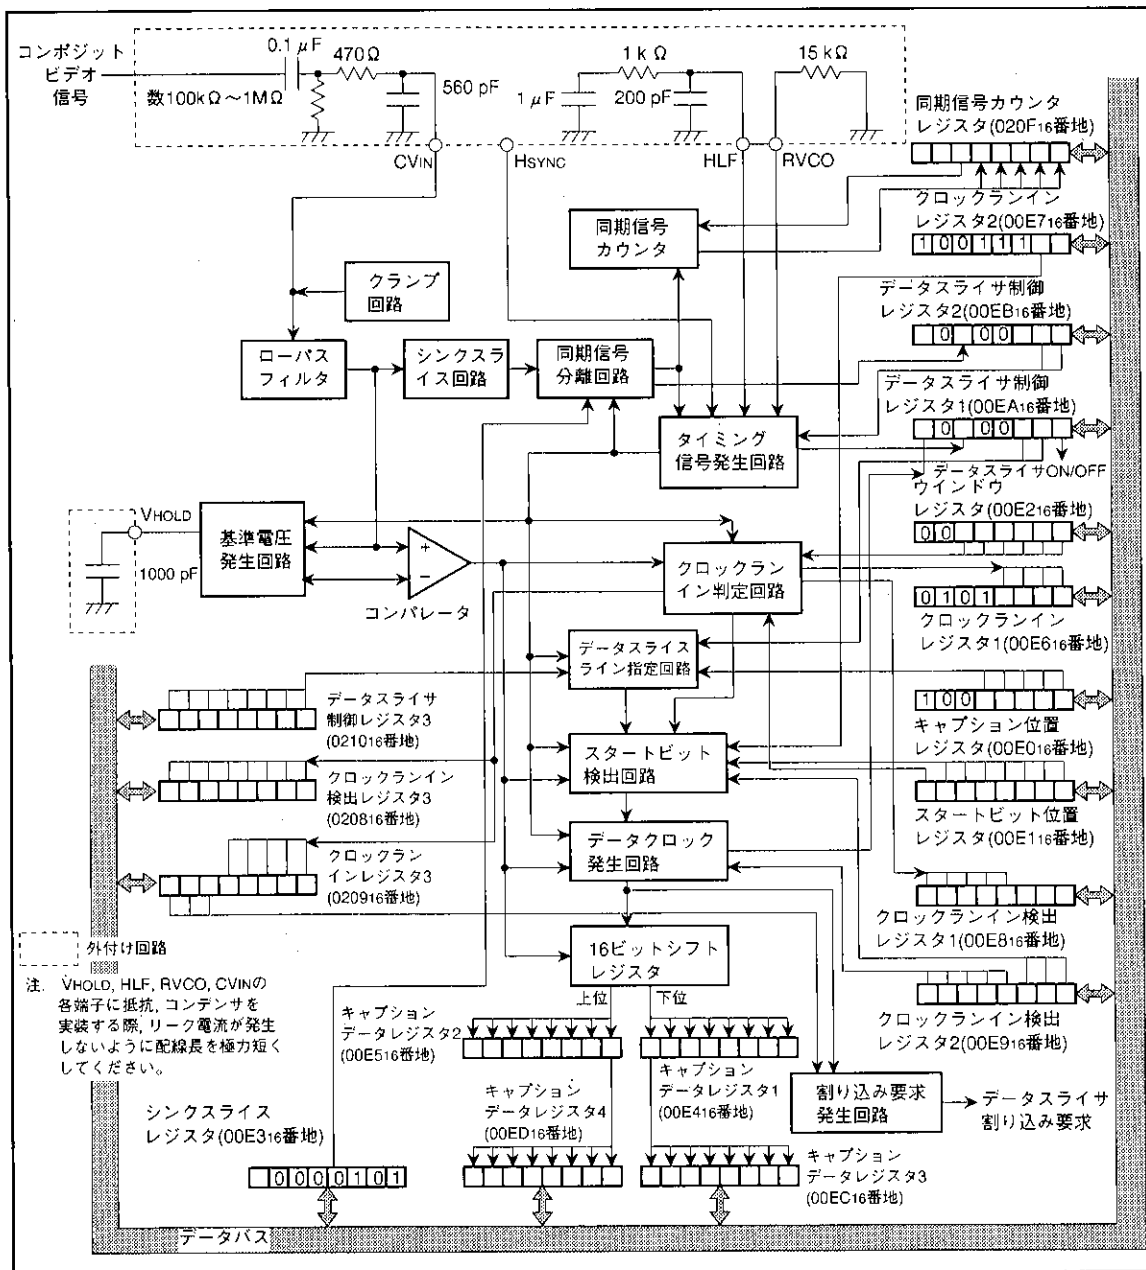 コンポジット
ビデオ
信号
0.1 μF
470Ω
数100kΩ～1MΩ
560 pF
1 kΩ
1 μF
200 pF
15 kΩ
CVIN
HSYNC
HLF
RVCO
同期信号カウンタ
レジスタ(020F16番地)
クロックランイン
レジスタ2(00E716番地)
1 0 0 1 1 1
同期信号
カウンタ
クランプ
回路
データスライサ制御
レジスタ2(00EB16番地)
0 0 0
ローパス
フィルタ
シンクスラ
イス回路
同期信号
分離回路
データスライサ制御
レジスタ1(00EA16番地)
0 0 0
タイミング
信号発生回路
データスライサON/OFF
ウインドウ
レジスタ(00E216番地)
0 0
VHOLD
1000 pF
基準電圧
発生回路
+
−
コンパレータ
クロックラン
イン判定回路
0 1 0 1
クロックランイン
レジスタ1(00E616番地)
データスライス
ライン指定回路
1 0 0
キャプション位置
レジスタ(00E016番地)
データスライサ
制御レジスタ3
(021016番地)
スタートビット
検出回路
クロックランイン
検出レジスタ3
(020816番地)
スタートビット位置
レジスタ(00E116番地)
データクロック
発生回路
クロックラン
インレジスタ3
(020916番地)
クロックランイン検出
レジスタ1(00E816番地)
外付け回路
16ビットシフト
レジスタ
注. VHOLD, HLF, RVCO, CVINの
各端子に抵抗, コンデンサを
実装する際, リーク電流が発生
しないように配線長を極力短く
してください。
上位
下位
クロックランイン検出
レジスタ2(00E916番地)
キャプション
データレジスタ2
(00E516番地)
キャプション
データレジスタ1
(00E416番地)
キャプション
データレジスタ4
(00ED16番地)
割り込み要求
発生回路
データスライサ
割り込み要求
シンクスライス
レジスタ(00E316番地)
0 0 0 0 1 0 1
キャプション
データレジスタ3
(00EC16番地)
データバス